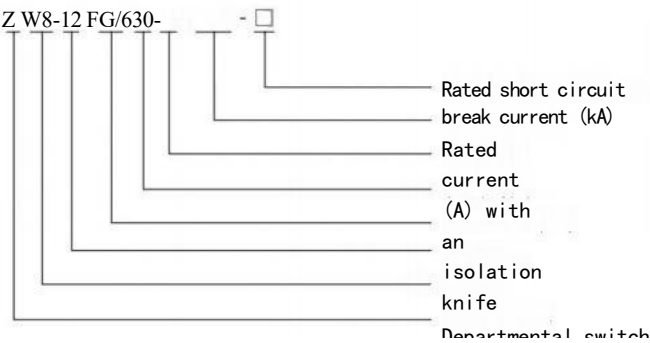 Z W8-12 FG/630- - □
Rated short circuit
break current (kA)
Rated
current
(A) with
an
isolation
knife
Departmental switch